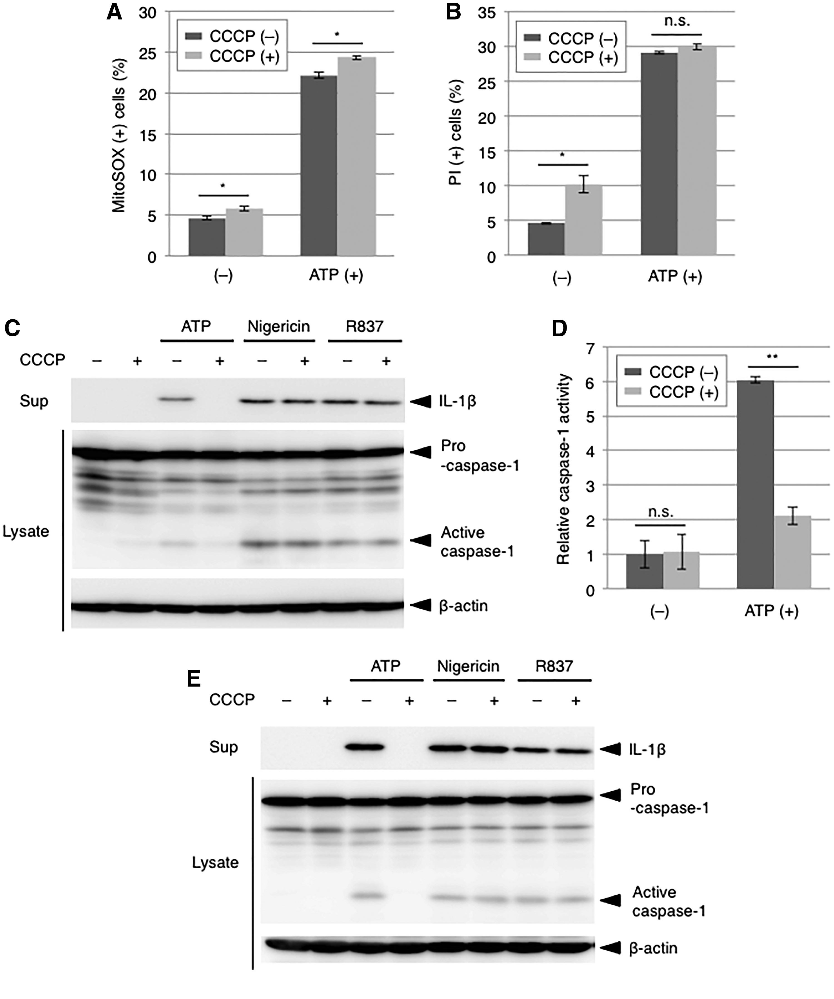 A
30
25
20
15
10
5
0
MitoSOX (+) cells (%)
CCCP (–)
CCCP (+)
*
*
(–)
ATP (+)
B
35
30
25
20
15
10
5
0
PI (+) cells (%)
CCCP (–)
CCCP (+)
*
n.s.
(–)
ATP (+)
C
ATP
Nigericin
R837
CCCP – + – + – + – +
Sup
IL-1β
Pro
-caspase-1
Lysate
Active
caspase-1
β-actin
D
7
6
5
4
3
2
1
0
Relative caspase-1 activity
CCCP (–)
CCCP (+)
n.s.
**
(–)
ATP (+)
E
ATP
Nigericin
R837
CCCP – + – + – + – +
Sup
IL-1β
Pro
-caspase-1
Lysate
Active
caspase-1
β-actin